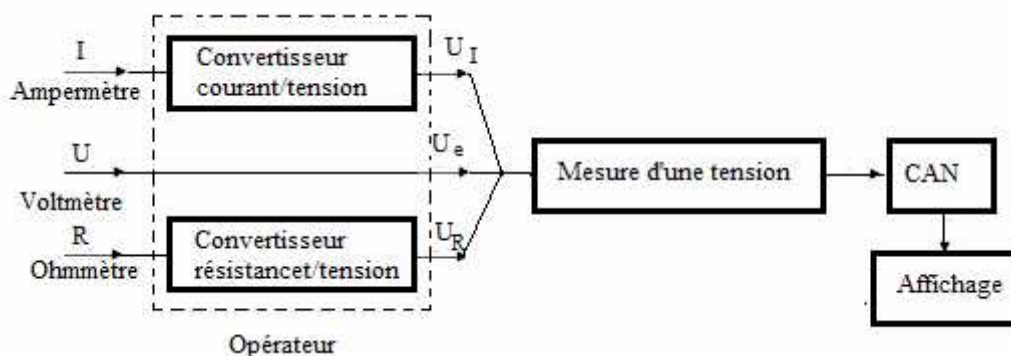 I
Ampermètre
Convertisseur
courant/tension
U I
U
Voltmètre
U e
Mesure d'une tension
CAN
R
Ohmmètre
Convertisseur
résistancet/tension
U R
Affichage
Opérateur